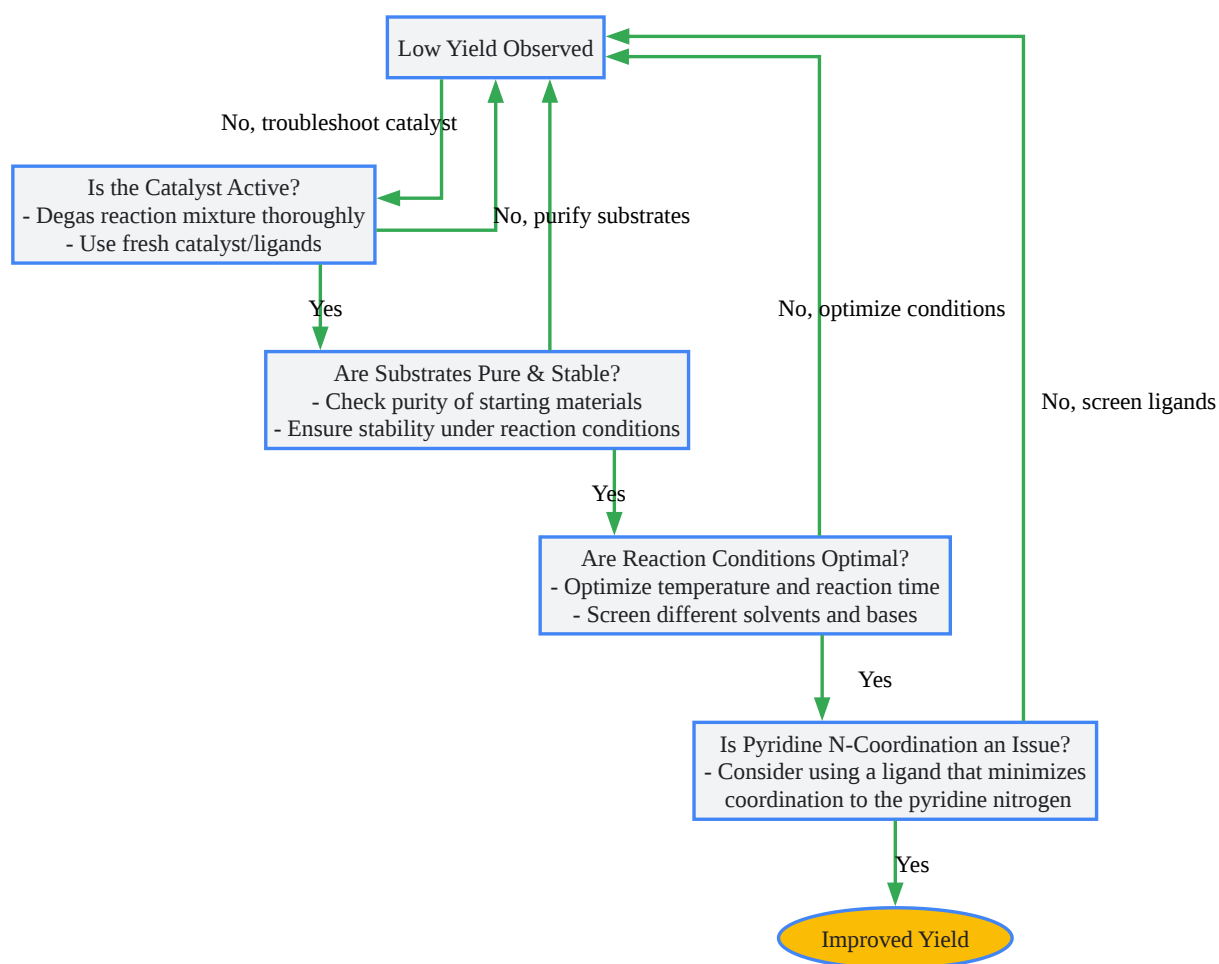 Low Yield Observed
No, troubleshoot catalyst
Is the Catalyst Active?
- Degas reaction mixture thoroughly
- Use fresh catalyst/ligands
No, purify substrates
Yes
No, optimize conditions
Are Substrates Pure & Stable?
- Check purity of starting materials
- Ensure stability under reaction conditions
No, screen ligands
Yes
Are Reaction Conditions Optimal?
- Optimize temperature and reaction time
- Screen different solvents and bases
Yes
Is Pyridine N-Coordination an Issue?
- Consider using a ligand that minimizes
coordination to the pyridine nitrogen
Yes
Improved Yield